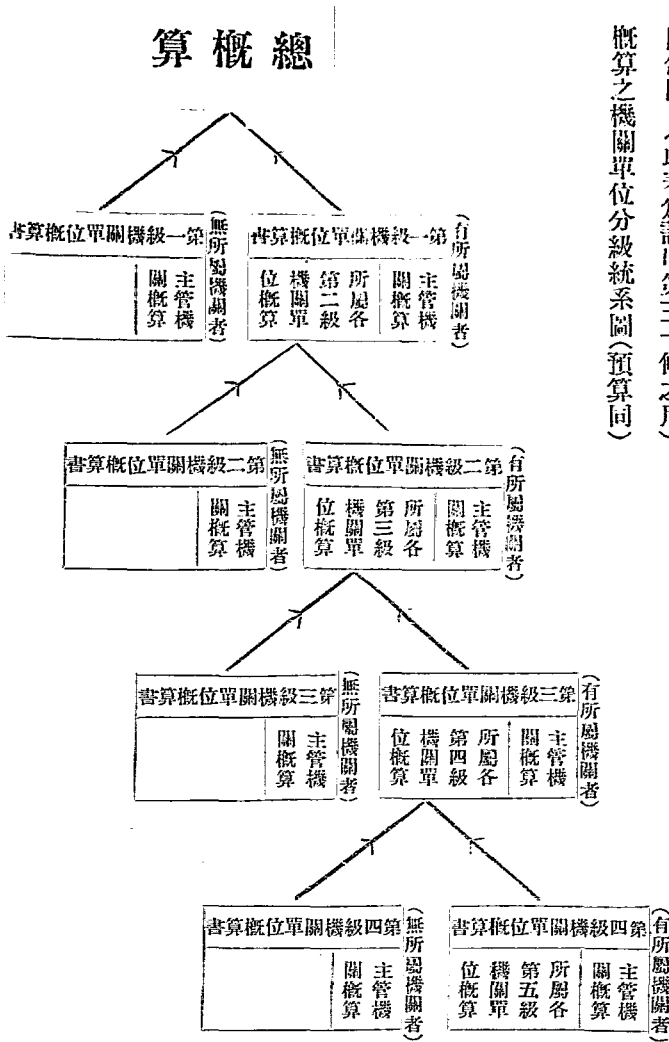 概算之機關單位分級統系圖(預算同)
總概算
(有所屬機關者)
第一級機關單位概算書
主管機
關概算
所屬各
第二級
機關單
位概算
(無所屬機關者)
第一級機關單位概算書
主管機
關概算
(有所屬機關者)
第二級機關單位概算書
主管機
關概算
所屬各
第三級
機關單
位概算
(無所屬機關者)
第二級機關單位概算書
主管機
關概算
(有所屬機關者)
第三級機關單位概算書
主管機
關概算
所屬各
第四級
機關單
位概算
(無所屬機關者)
第三級機關單位概算書
主管機
關概算
(有所屬機關者)
第四級機關單位概算書
主管機
關概算
所屬各
第五級
機關單
位概算
(無所屬機關者)
第四級機關單位概算書
主管機
關概算